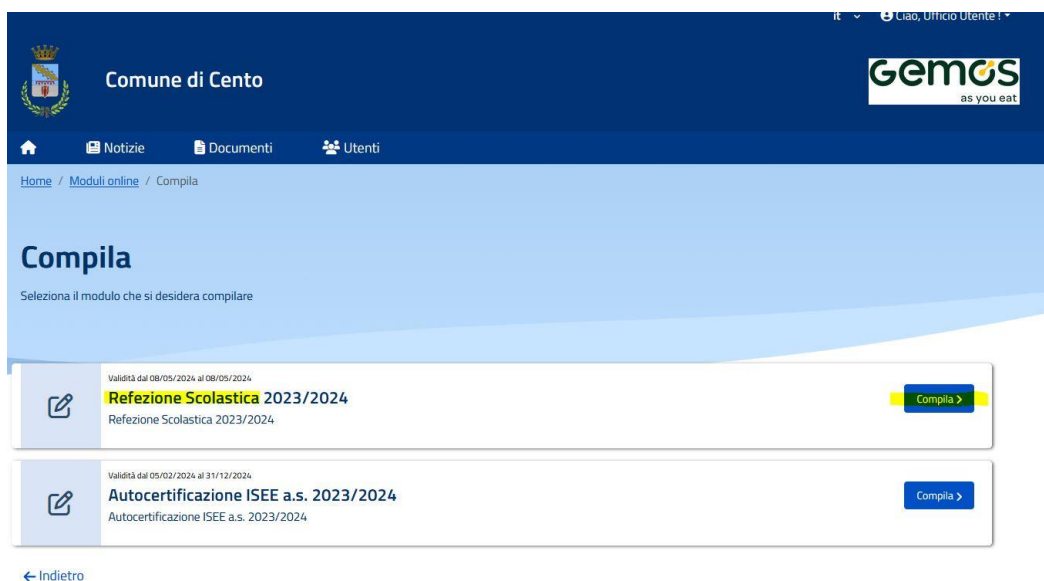 it Ciao, Ufficio Utente !
Comune di Cento
Gemos
as you eat
Notizie Documenti Utenti
Home / Moduli online / Compila
Compila
Seleziona il modulo che si desidera compilare
Validità dal 08/05/2024 al 08/05/2024
Refezione Scolastica 2023/2024
Refezione Scolastica 2023/2024
Compila >
Validità dal 05/02/2024 al 31/12/2024
Autocertificazione ISEE a.s. 2023/2024
Autocertificazione ISEE a.s. 2023/2024
Compila >
← Indietro